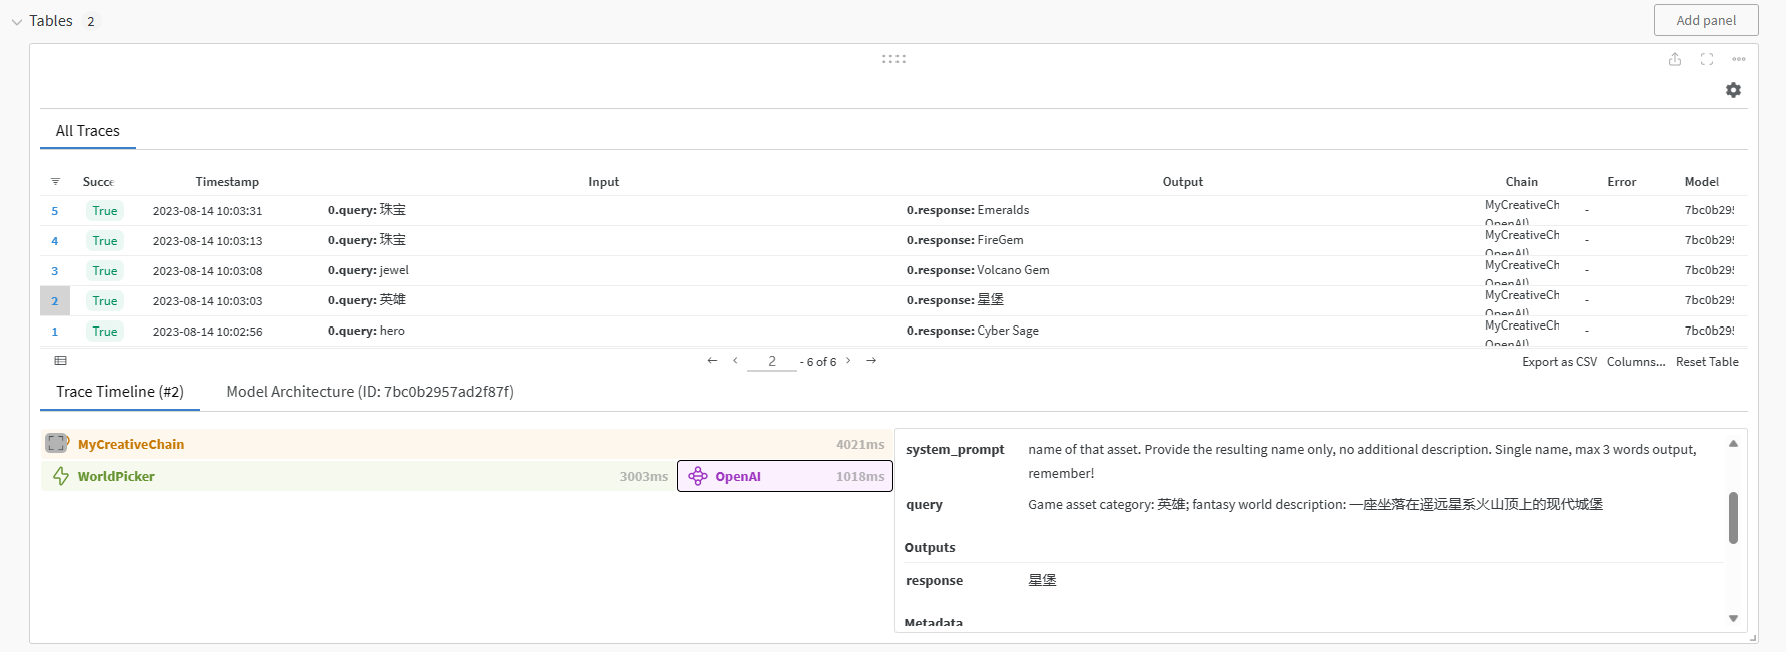 Tables 2
Add panel
All Traces
Succe Timestamp Input Output Chain Error Model
5 True 2023-08-14 10:03:31 0.query: 珠宝 0.response: Emeralds MyCreativeCh OpenAI) - 7bc0b295
4 True 2023-08-14 10:03:13 0.query: 珠宝 0.response: FireGem MyCreativeCh OpenAI) - 7bc0b295
3 True 2023-08-14 10:03:08 0.query: jewel 0.response: Volcano Gem MyCreativeCh OpenAI) - 7bc0b295
2 True 2023-08-14 10:03:03 0.query: 英雄 0.response: 星堡 MyCreativeCh OpenAI) - 7bc0b295
1 True 2023-08-14 10:02:56 0.query: hero 0.response: Cyber Sage MyCreativeCh OpenAI) - 7bc0b295
← < 2 - 6 of 6 > → Export as CSV Columns... Reset Table
Trace Timeline (#2) Model Architecture (ID: 7bc0b2957ad2f87f)
MyCreativeChain 4021ms
WorldPicker 3003ms OpenAI 1018ms
system_prompt name of that asset. Provide the resulting name only, no additional description. Single name, max 3 words output,
remember!
query Game asset category: 英雄; fantasy world description: 一座坐落在遥远星系火山顶上的现代城堡
Outputs
response 星堡
Metadata